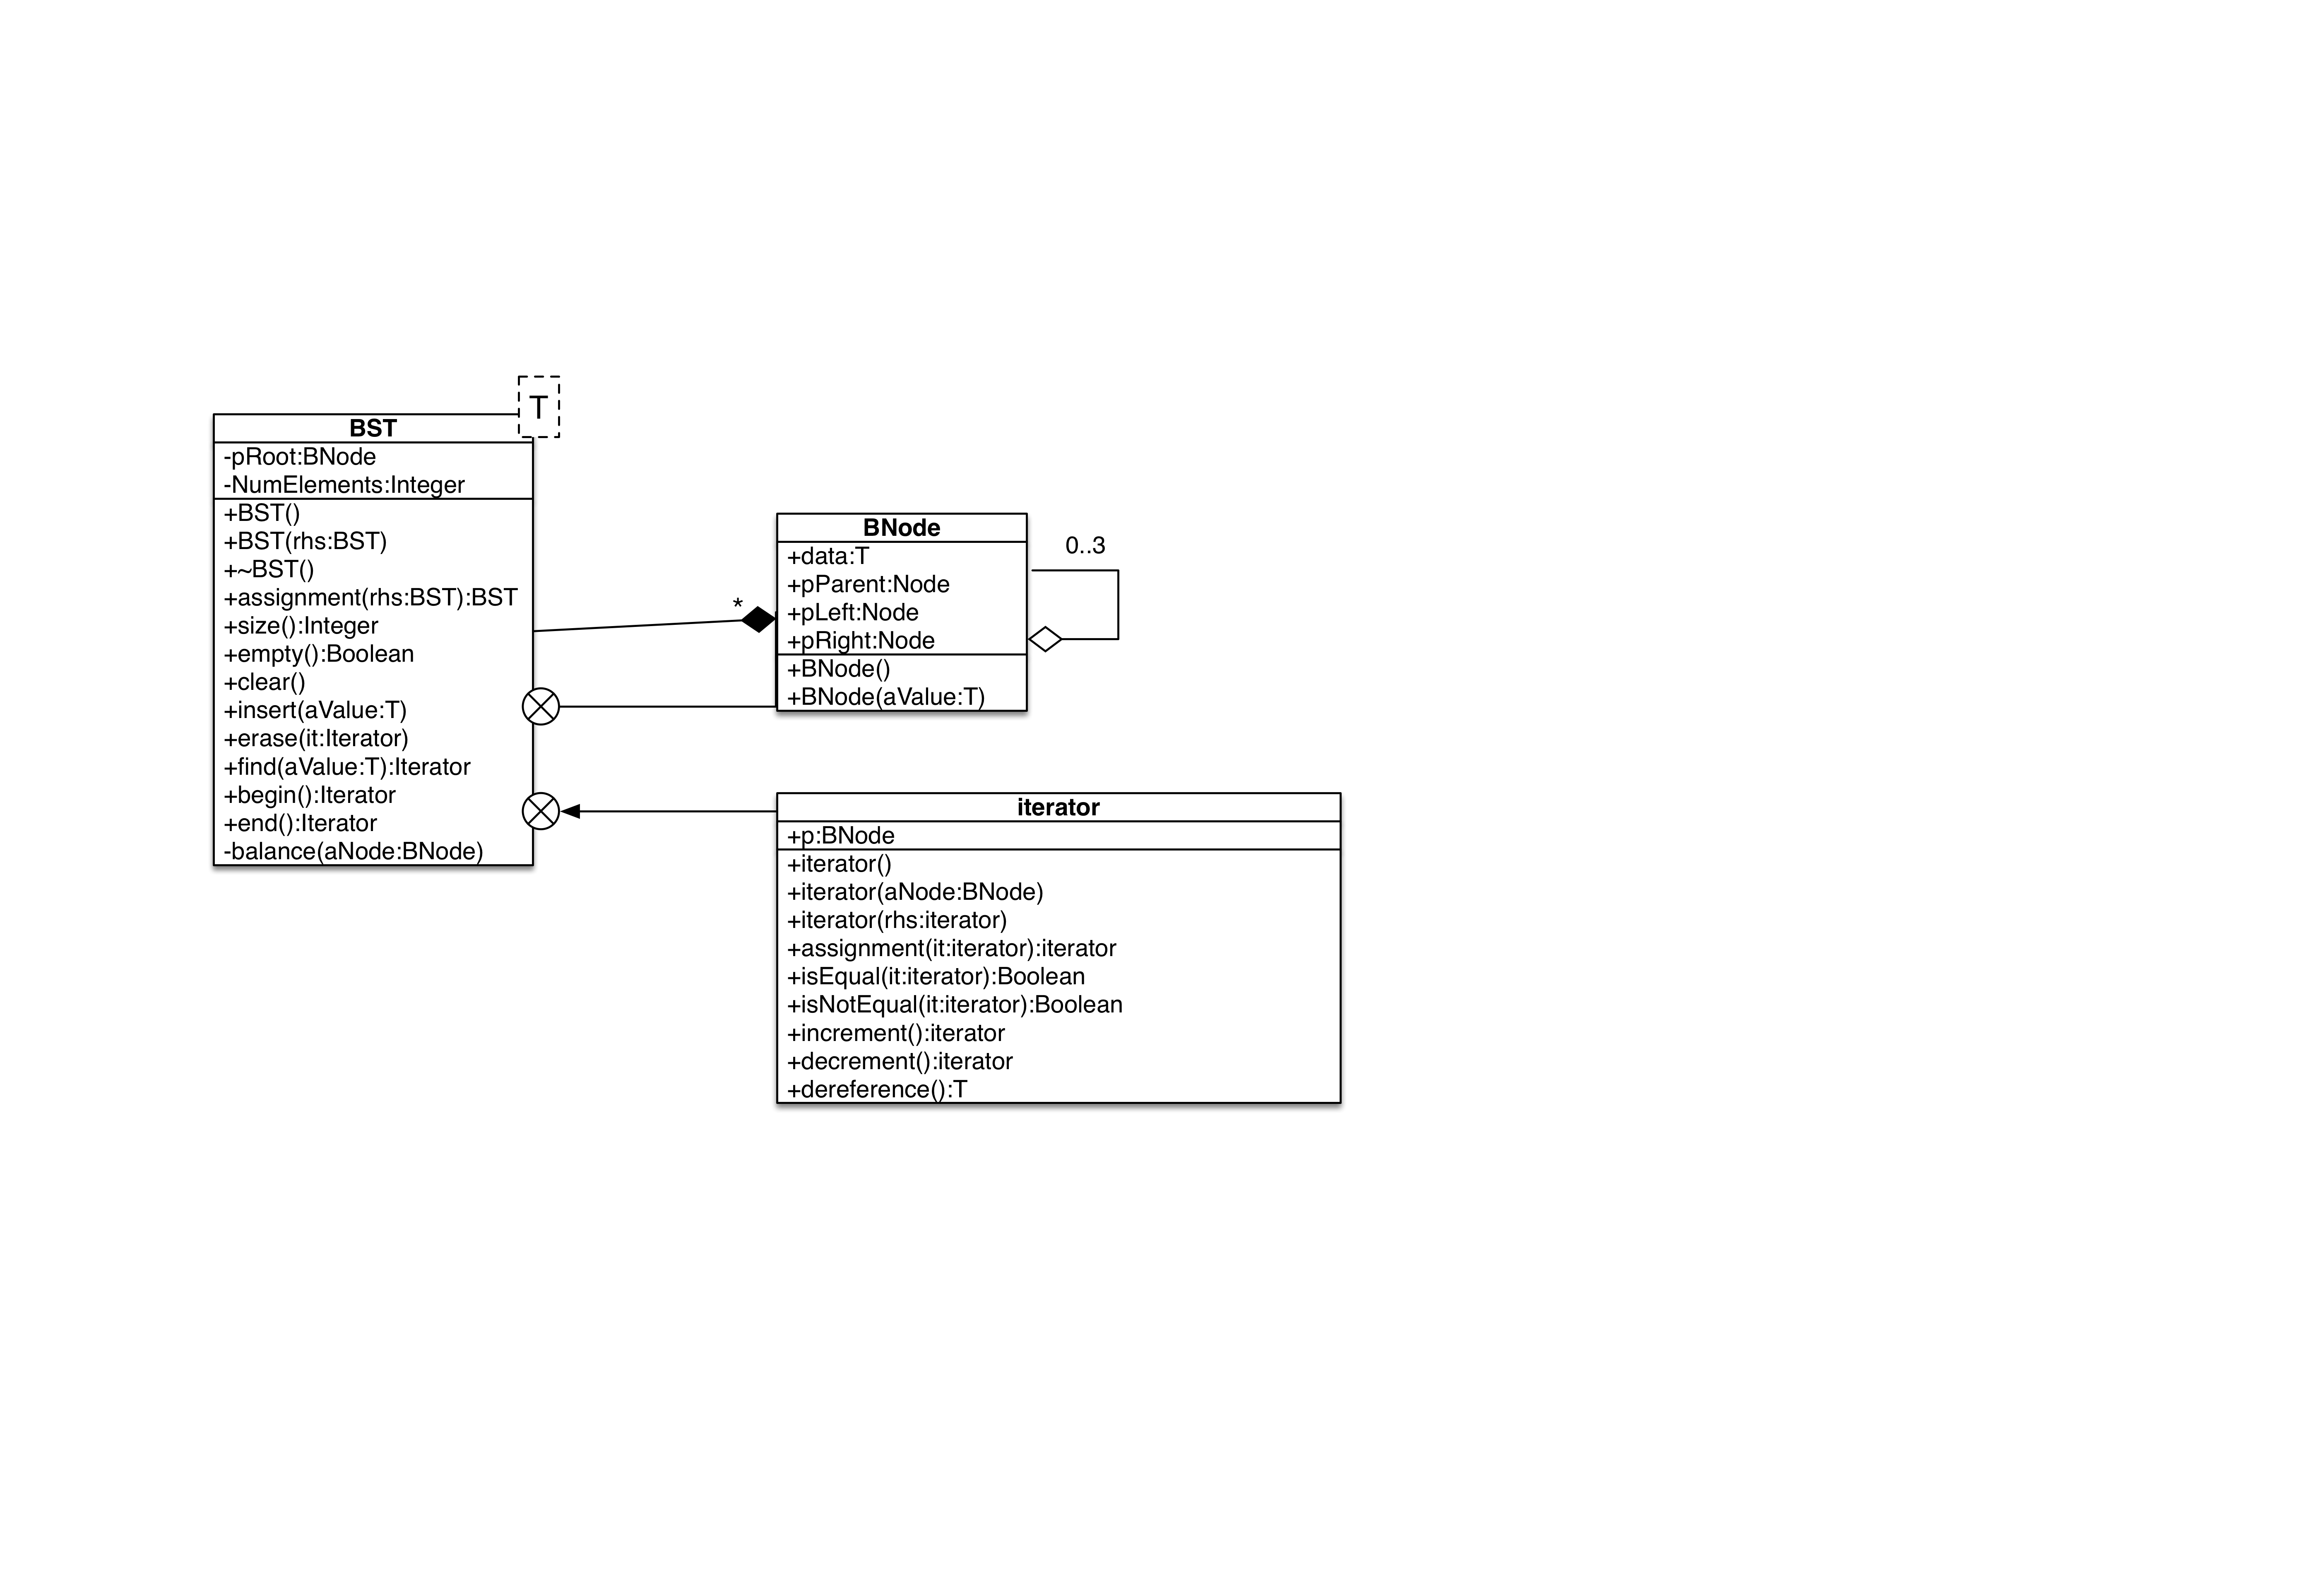 T
BST
-pRoot:BNode
-NumElements:Integer
+BST()
+BST(rhs:BST)
+~BST()
+assignment(rhs:BST):BST
+size():Integer
+empty():Boolean
+clear()
+insert(aValue:T)
+erase(it:Iterator)
+find(aValue:T):Iterator
+begin():Iterator
+end():Iterator
-balance(aNode:BNode)
*
BNode
+data:T
+pParent:Node
+pLeft:Node
+pRight:Node
+BNode()
+BNode(aValue:T)
0..3
iterator
+p:BNode
+iterator()
+iterator(aNode:BNode)
+iterator(rhs:iterator)
+assignment(it:iterator):iterator
+isEqual(it:iterator):Boolean
+isNotEqual(it:iterator):Boolean
+increment():iterator
+decrement():iterator
+dereference():T